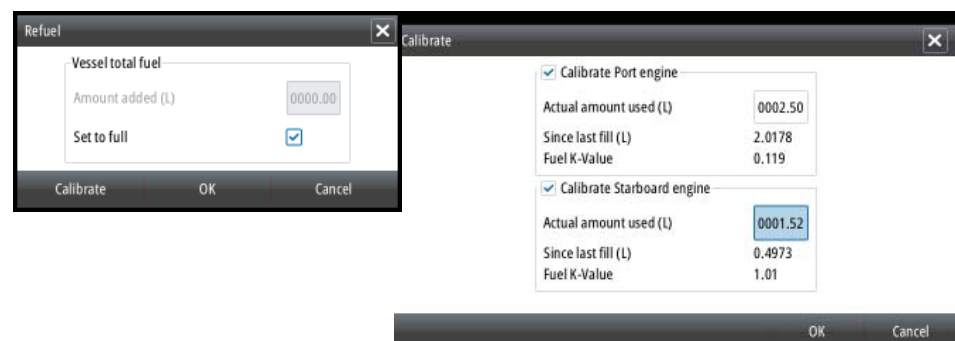 Refuel
Vessel total fuel
Amount added (L) 0000.00
Set to full
Calibrate OK Cancel
Calibrate
Calibrate Port engine
Actual amount used (L) 0002.50
Since last fill (L) 2.0178
Fuel K-Value 0.119
Calibrate Starboard engine
Actual amount used (L) 0001.52
Since last fill (L) 0.4973
Fuel K-Value 1.01
OK Cancel